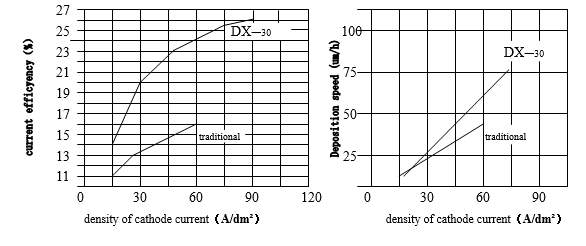 current efficyency (%)
27
25
23
21
19
17
15
13
11
DX—30
traditional
0 30 60 90 120
density of cathode current（A/dm²）
Deposition speed (um/h)
100
75
50
25
DX—30
traditional
0 30 60 90
density of cathode current（A/dm²）